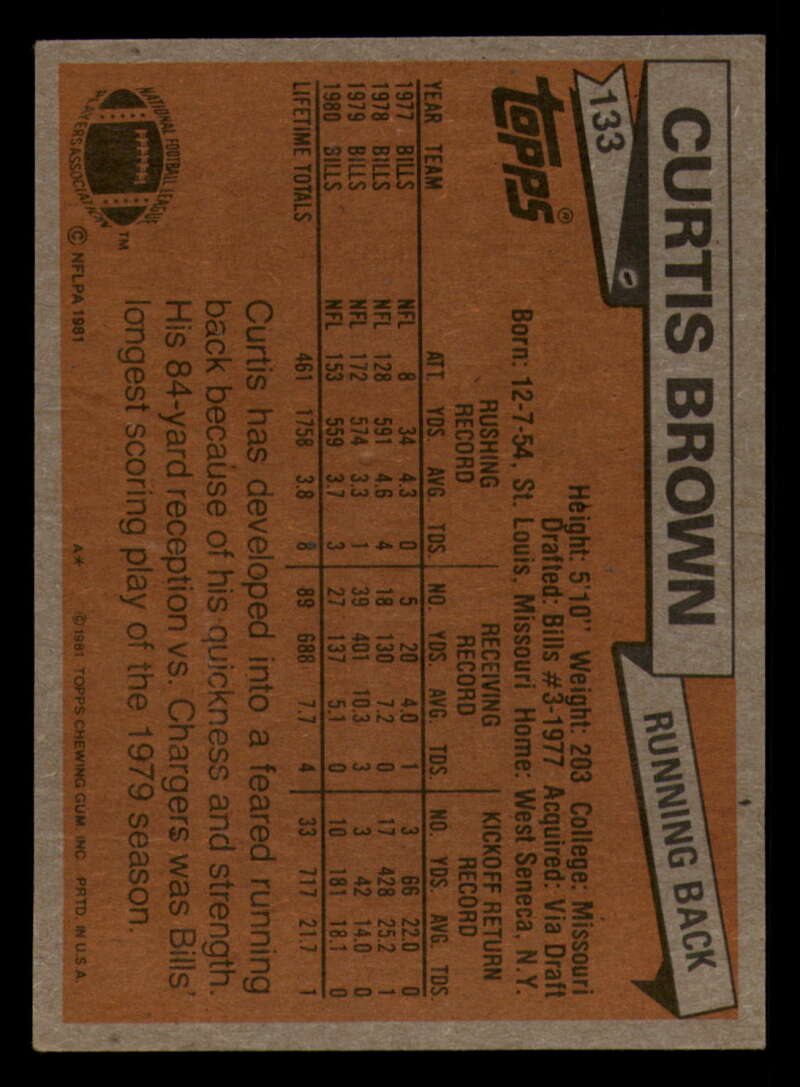 133
CURTIS BROWN
RUNNING BACK
TOPPS®
Height: 5'10" Weight: 203 College: Missouri
Drafted: Bills #3-1977 Acquired: Via Draft
Born: 12-7-54, St. Louis, Missouri Home: West Seneca, N.Y.
RUSHING RECORD RECEIVING RECORD KICKOFF RETURN RECORD
YEAR TEAM ATT. YDS. AVG. TDS. NO. YDS. AVG. TDS. NO. YDS. AVG. TDS.
1977 BILLS NFL 8 34 4.3 0 5 20 4.0 1 3 66 22.0 0
1978 BILLS NFL 128 591 4.6 4 18 130 7.2 0 17 428 25.2 1
1979 BILLS NFL 172 574 3.3 1 39 401 10.3 3 3 42 14.0 0
1980 BILLS NFL 153 559 3.7 3 27 137 5.1 0 10 181 18.1 0
LIFETIME TOTALS 461 1758 3.8 8 89 688 7.7 4 33 717 21.7 1
Curtis has developed into a feared running
back because of his quickness and strength.
His 84-yard reception vs. Chargers was Bills'
longest scoring play of the 1979 season.
NATIONAL FOOTBALL LEAGUE
PLAYERS ASSOCIATION
™
© NFLPA 1981
A* ©1981 TOPPS CHEWING GUM, INC. PRTD. IN U.S.A.